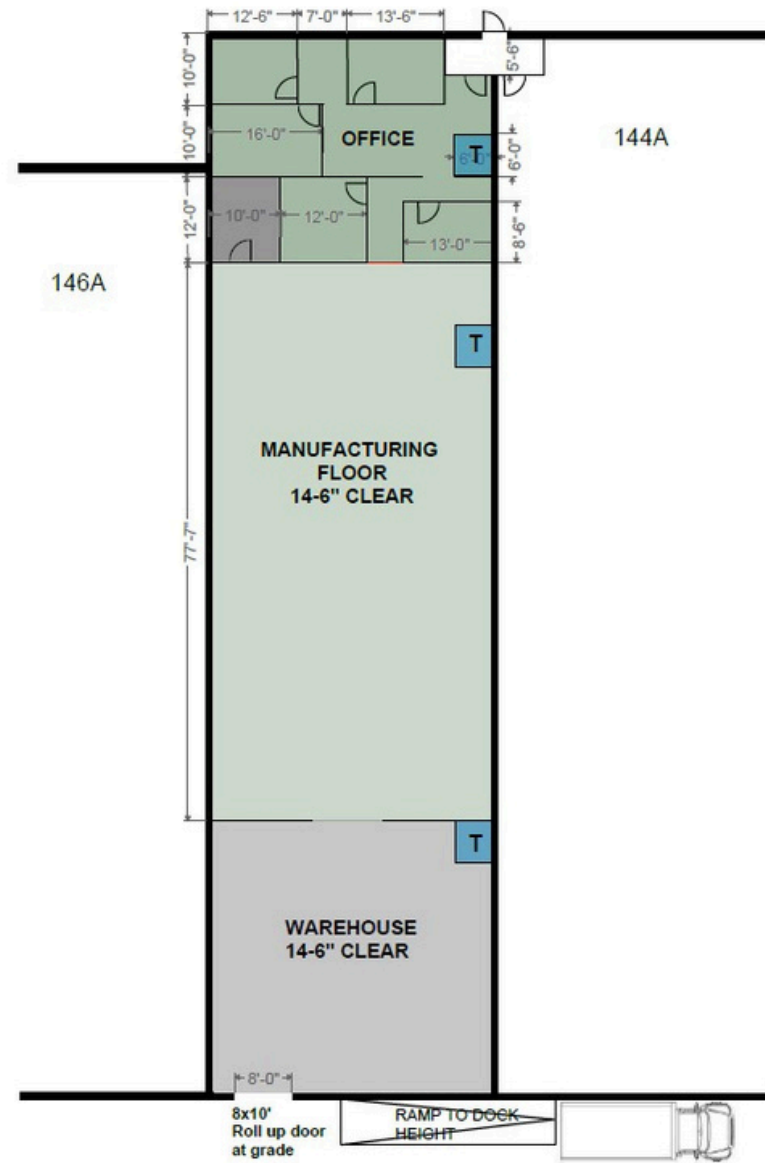 12'-6"
7'-0"
13'-6"
10'-0"
5'-6"
10'-0"
16'-0"
OFFICE
T
6'-0"
6'-0"
144A
12'-0"
10'-0"
12'-0"
13'-0"
8'-6"
146A
T
MANUFACTURING
FLOOR
14-6" CLEAR
77'-7"
T
WAREHOUSE
14-6" CLEAR
8'-0"
8x10'
Roll up door
at grade
RAMP TO DOCK
HEIGHT